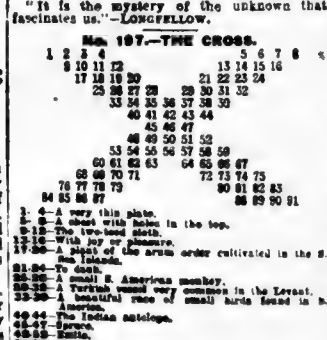 "It is the mystery of the unknown that
fascinates us."—LONGFELLOW.
No. 197.—THE CROSS.
1 2 3 4 5 6 7 8
9 10 11 12 13 14 15 16
17 18 19 20 21 22 23 24
25 26 27 28 29 30 31 32
33 34 35 36 37 38 39
40 41 42 43 44
45 46 47
48 49 50 51 52
53 54 55 56 57 58 59
60 61 62 63 64 65 66 67
68 69 70 71 72 73 74 75
76 77 78 79 80 81 82 83
84 85 86 87 88 89 90 91
1- 4—A very thin plate.
5- 8—A chest with holes in the top.
9-12—The two-toed sloth.
13-16—With joy or pleasure.
17-20—A plant of the arum order cultivated in the S.
Sea Islands.
21-24—To dash.
25-28— small S. American monkey.
29-32—A Turkish vessel very common in the Levant.
33-39—A beautiful race of small birds found in
America.
40-44—The Indian antelope.
45-47—Spruce.
48-52—Emits.